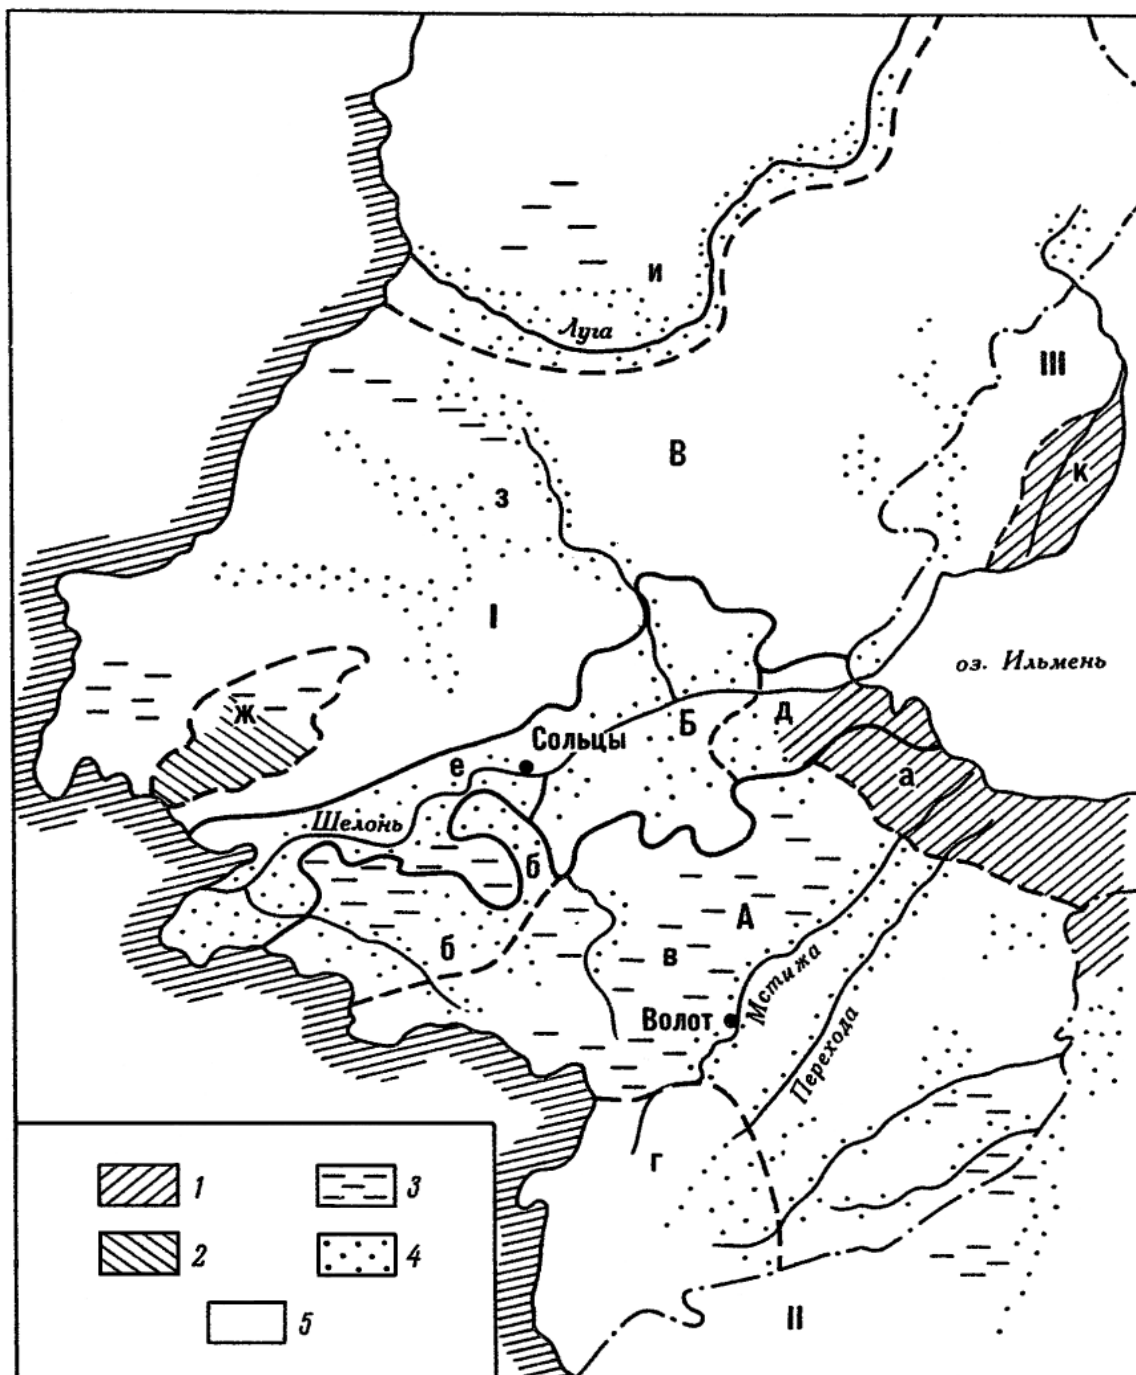 и
Луга
III
В
К
з
I
оз. Ильмень
ж
Б
д
Сольцы
е
а
Шелонь
б
А
б
в
Мстижа
Волот
Перехода
г
II
1
3
2
4
5